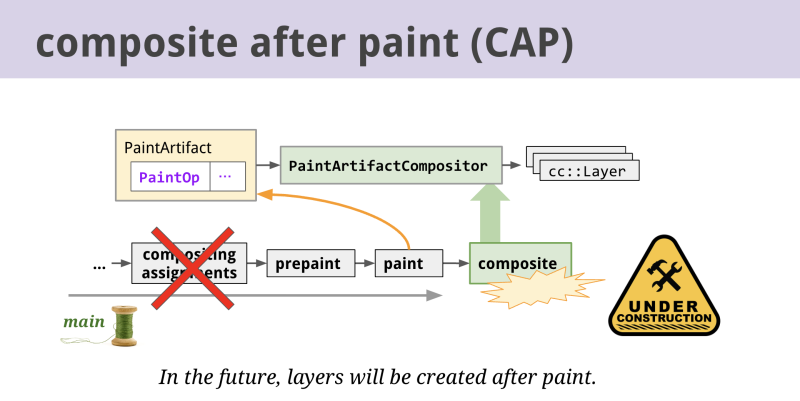 composite after paint (CAP)
PaintArtifact
PaintOp ...
PaintArtifactCompositor
cc::Layer
...
compositing
assignments
prepaint
paint
composite
main
UNDER
CONSTRUCTION
In the future, layers will be created after paint.